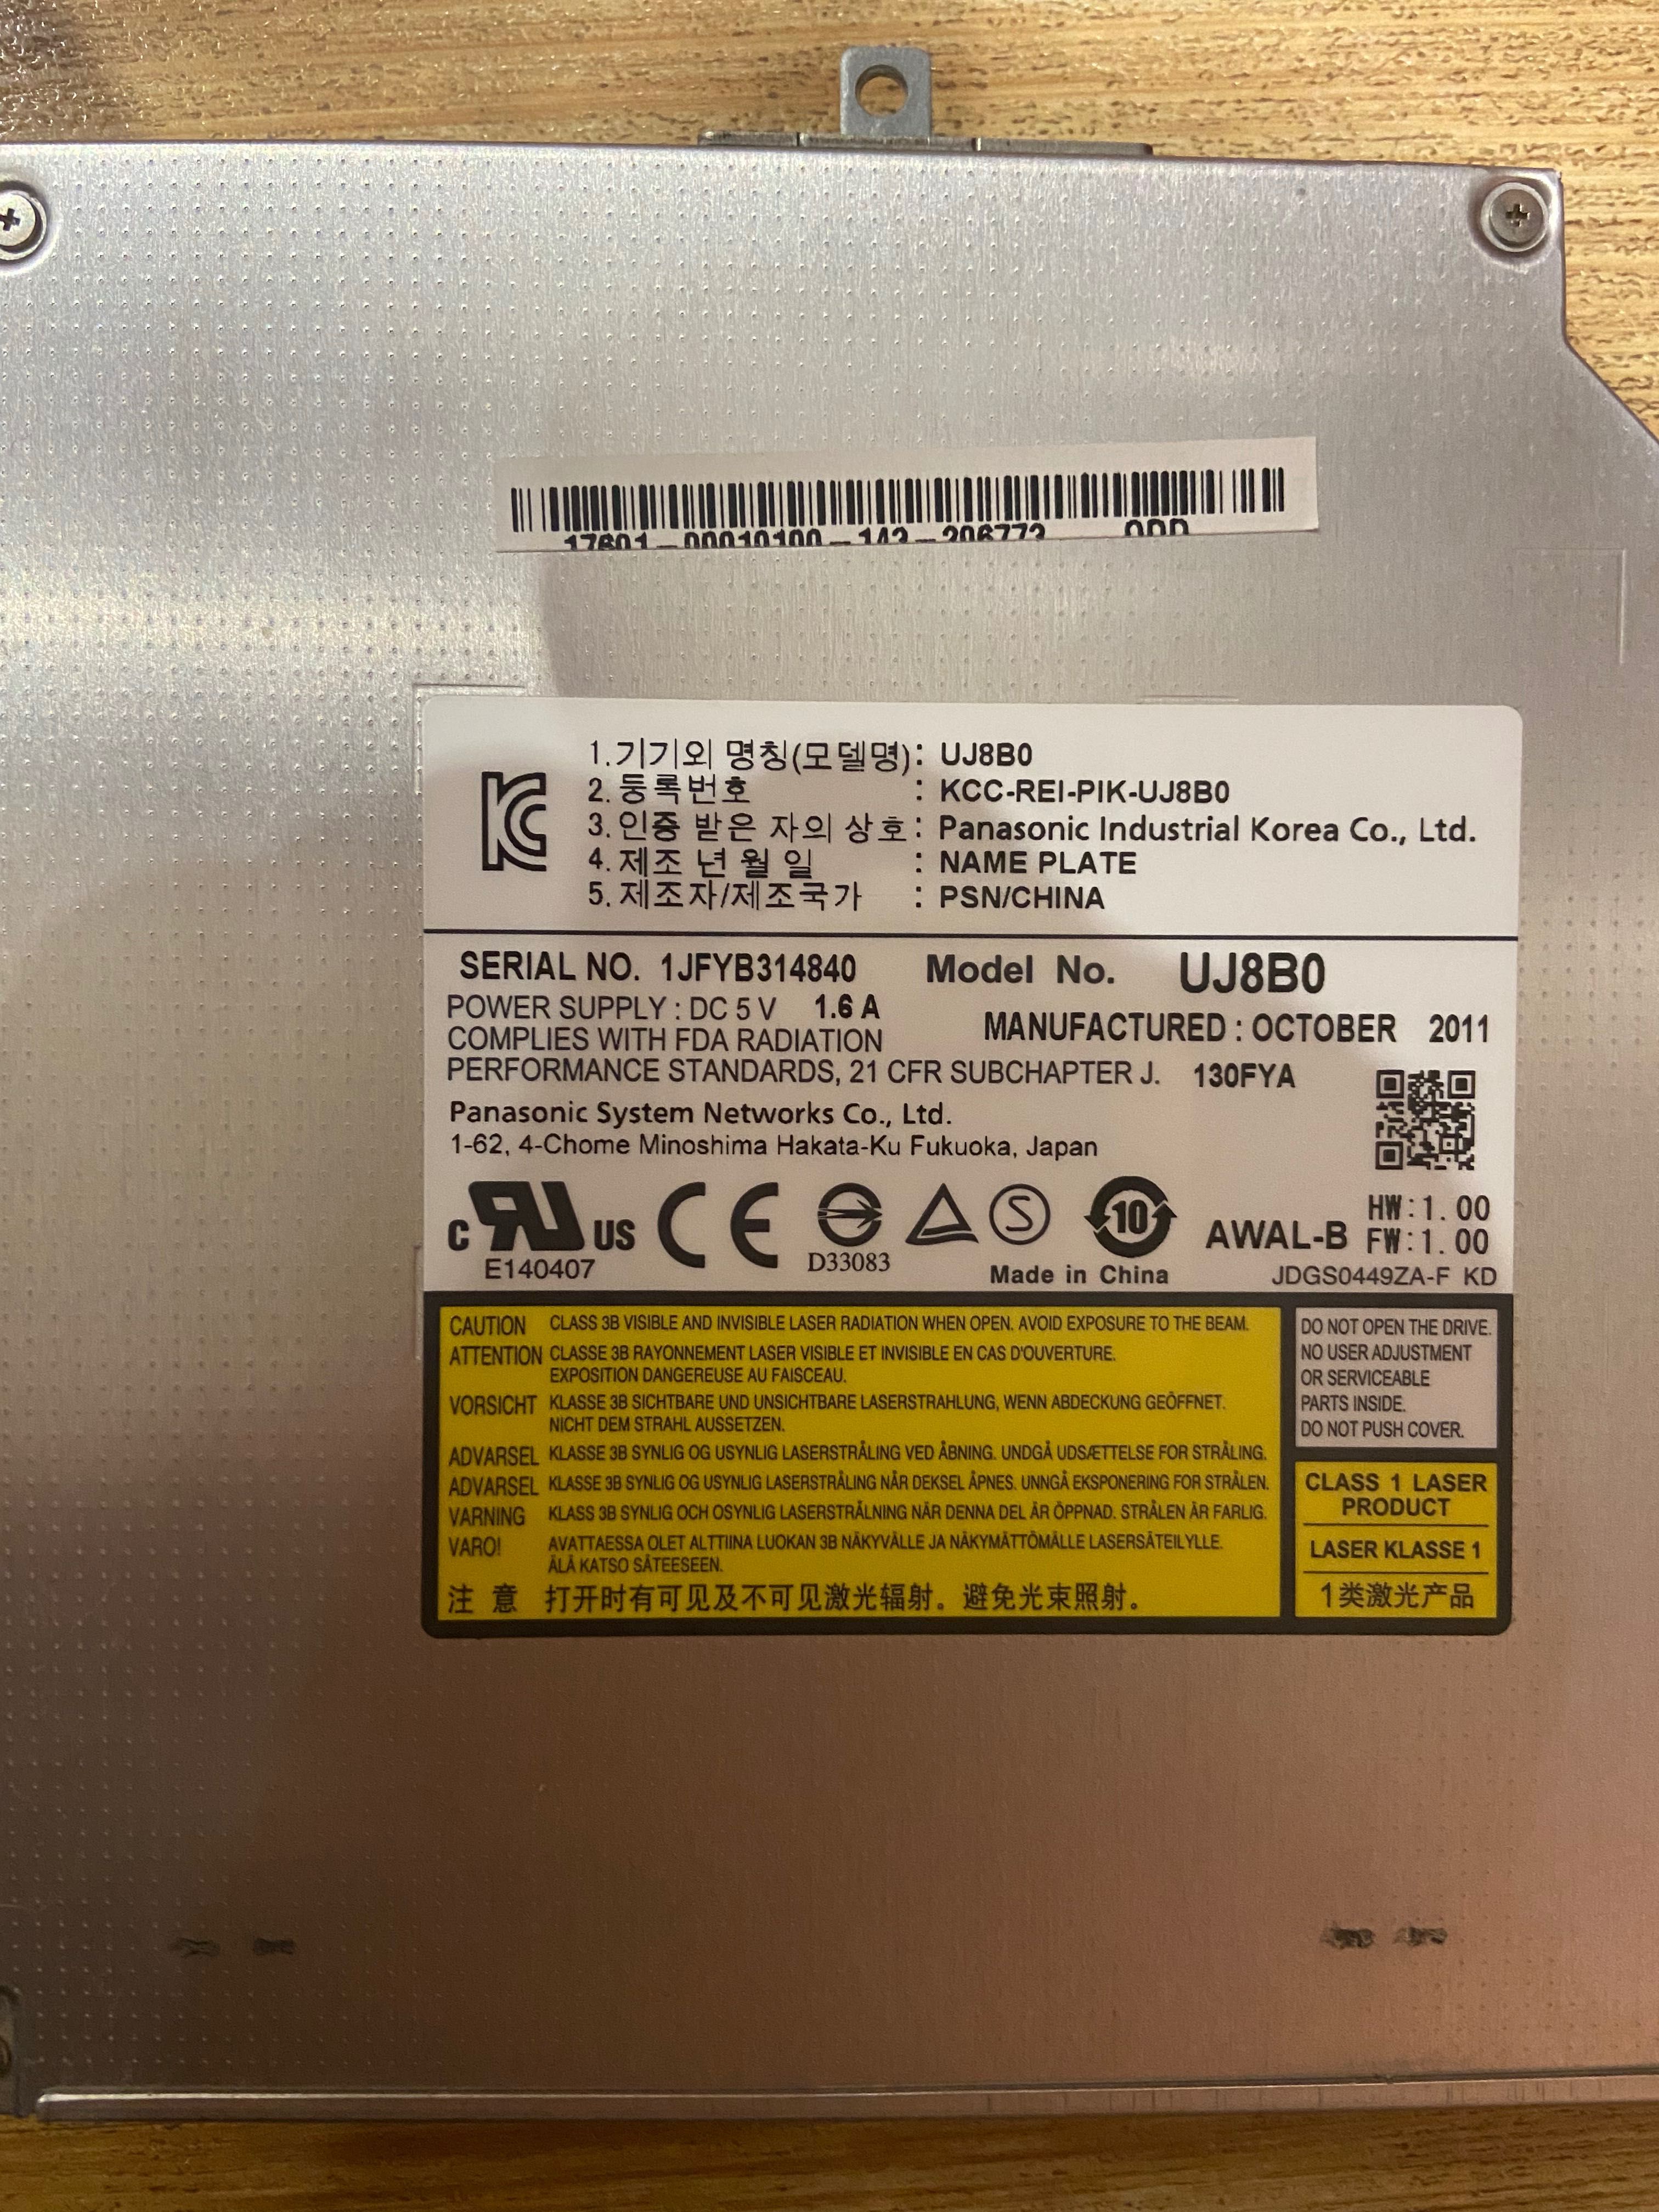 17601-00010100-143-206773 ODD
1.기기외 명칭(모델명): UJ8B0
2.등록번호 : KCC-REI-PIK-UJ8B0
3.인증 받은 자의 상호: Panasonic Industrial Korea Co., Ltd.
4.제조 년 월 일 : NAME PLATE
5.제조자/제조국가 : PSN/CHINA
SERIAL NO. 1JFYB314840 Model No. UJ8B0
POWER SUPPLY : DC 5 V 1.6 A
MANUFACTURED : OCTOBER 2011
COMPLIES WITH FDA RADIATION
PERFORMANCE STANDARDS, 21 CFR SUBCHAPTER J. 130FYA
Panasonic System Networks Co., Ltd.
1-62, 4-Chome Minoshima Hakata-Ku Fukuoka, Japan
C RU US CE S 10 AWAL-B HW:1.00
FW:1.00
E140407 D33083 Made in China JDGS0449ZA-F KD
CAUTION CLASS 3B VISIBLE AND INVISIBLE LASER RADIATION WHEN OPEN. AVOID EXPOSURE TO THE BEAM.
ATTENTION CLASSE 3B RAYONNEMENT LASER VISIBLE ET INVISIBLE EN CAS D'OUVERTURE.
EXPOSITION DANGEREUSE AU FAISCEAU.
VORSICHT KLASSE 3B SICHTBARE UND UNSICHTBARE LASERSTRAHLUNG, WENN ABDECKUNG GEÖFFNET.
NICHT DEM STRAHL AUSSETZEN.
ADVARSEL KLASSE 3B SYNLIG OG USYNLIG LASERSTRÅLING VED ÅBNING. UNDGÅ UDSÆTTELSE FOR STRÅLING.
ADVARSEL KLASSE 3B SYNLIG OG USYNLIG LASERSTRÅLING NÅR DEKSEL ÅPNES. UNNGÅ EKSPONERING FOR STRÅLEN.
VARNING KLASS 3B SYNLIG OCH OSYNLIG LASERSTRÅLNING NÄR DENNA DEL ÄR ÖPPNAD. STRÅLEN ÄR FARLIG.
VARO! AVATTAESSA OLET ALTTIINA LUOKAN 3B NÄKYVÄLLE JA NÄKYMÄTTÖMÄLLE LASERSÄTEILYLLE.
ÄLÄ KATSO SÄTEESEEN.
注 意 打开时有可见及不可见激光辐射。避免光束照射。
DO NOT OPEN THE DRIVE.
NO USER ADJUSTMENT
OR SERVICEABLE
PARTS INSIDE.
DO NOT PUSH COVER.
CLASS 1 LASER
PRODUCT
LASER KLASSE 1
1类激光产品